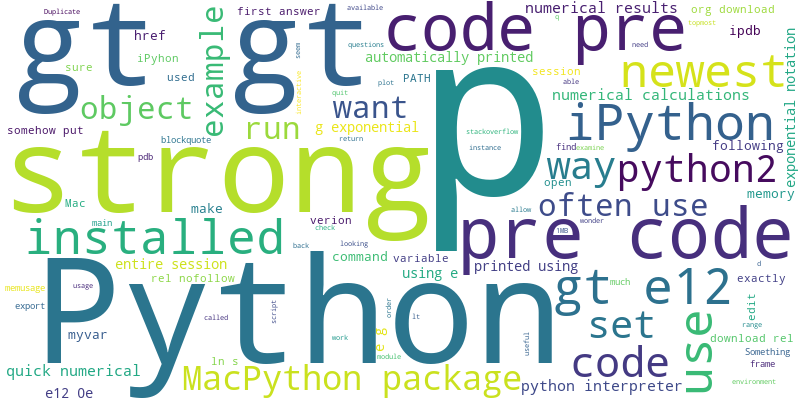 gt gt code pre numerical results org download
Duplicate href first answer available q topmost
iPyhon example automatically printed questions need ipdb
sure used seem PATH session able newest
object interactive plot want quit numerical calculations
somehow put run g exponential stackoverflow iPython exponential notation
blockquote return instance find examine following
strong p pdb way python2
Mac make open often use memory
installed main verion check allow wonder 1MB
back looking pre code
entire session command variable printed using d
rel nofollow using e gt e12 much exactly
memusage usage Python
export myvar called script order lt set edit range
e g work useful use download rel
quick numerical ln s module code Something
frame
MacPython package python interpreter environment
e12 0e